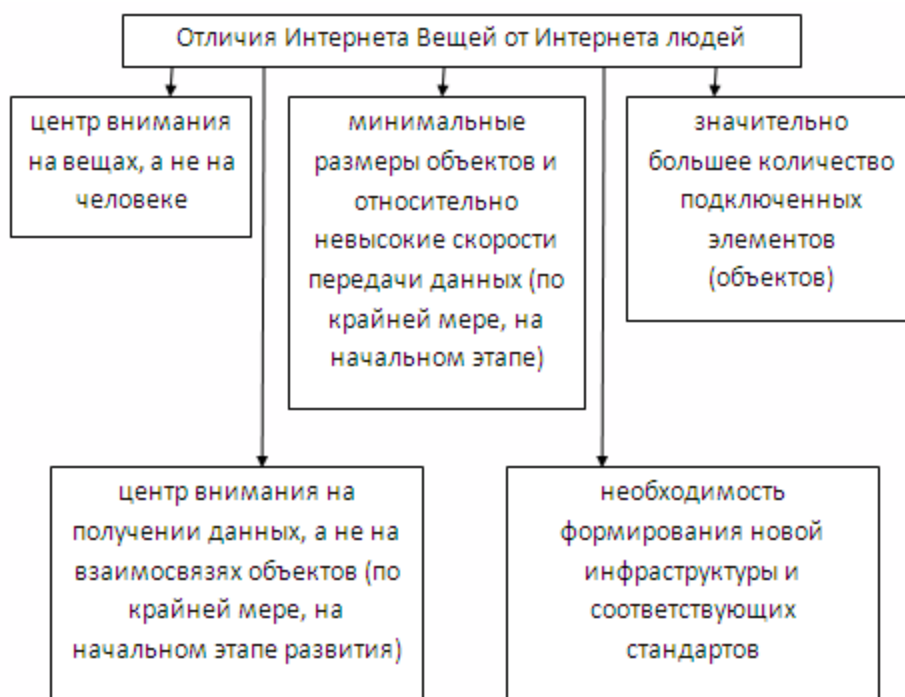 Отличия Интернета Вещей от Интернета людей
центр внимания
на вещах, а не на
человеке
минимальные
размеры объектов и
относительно
невысокие скорости
передачи данных (по
крайней мере, на
начальном этапе)
значительно
большее количество
подключенных
элементов
(объектов)
центр внимания на
получении данных, а не на
взаимосвязях объектов (по
крайней мере, на
начальном этапе развития)
необходимость
формирования новой
инфраструктуры и
соответствующих
стандартов